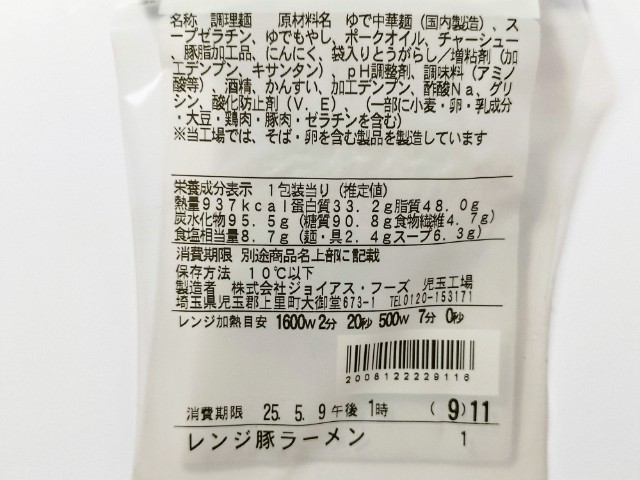 名称 調理麺　原材料名 ゆで中華麺（国内製造）、ス
ープゼラチン、ゆでもやし、ポークオイル、チャーシュー
、豚脂加工品、にんにく、袋入りとうがらし／増粘剤（加
工デンプン、キサンタン）、pH調整剤、調味料（アミノ
酸等）、酒精、かんすい、加工デンプン、酢酸Na、グリ
シン、酸化防止剤（V．E）、（一部に小麦・卵・乳成分
・大豆・鶏肉・豚肉・ゼラチンを含む）
※当工場では、そば・卵を含む製品を製造しています
栄養成分表示　1包装当り（推定値）
熱量937kcal蛋白質33.2g脂質48.0g
炭水化物95.5g（糖質90.8g食物繊維4.7g）
食塩相当量8.7g（麺・具2.4gスープ6.3g）
消費期限 別途商品名上部に記載
保存方法　10℃以下
製造者　株式会社ジョイアス・フーズ 児玉工場
埼玉県児玉郡上里町大御堂673-1　TEL0120-153171
レンジ加熱目安 1600W 2分 20秒 500W 7分 0秒
2008122229116
消費期限 25. 5. 9午後 1時 (9)11
レンジ豚ラーメン 1